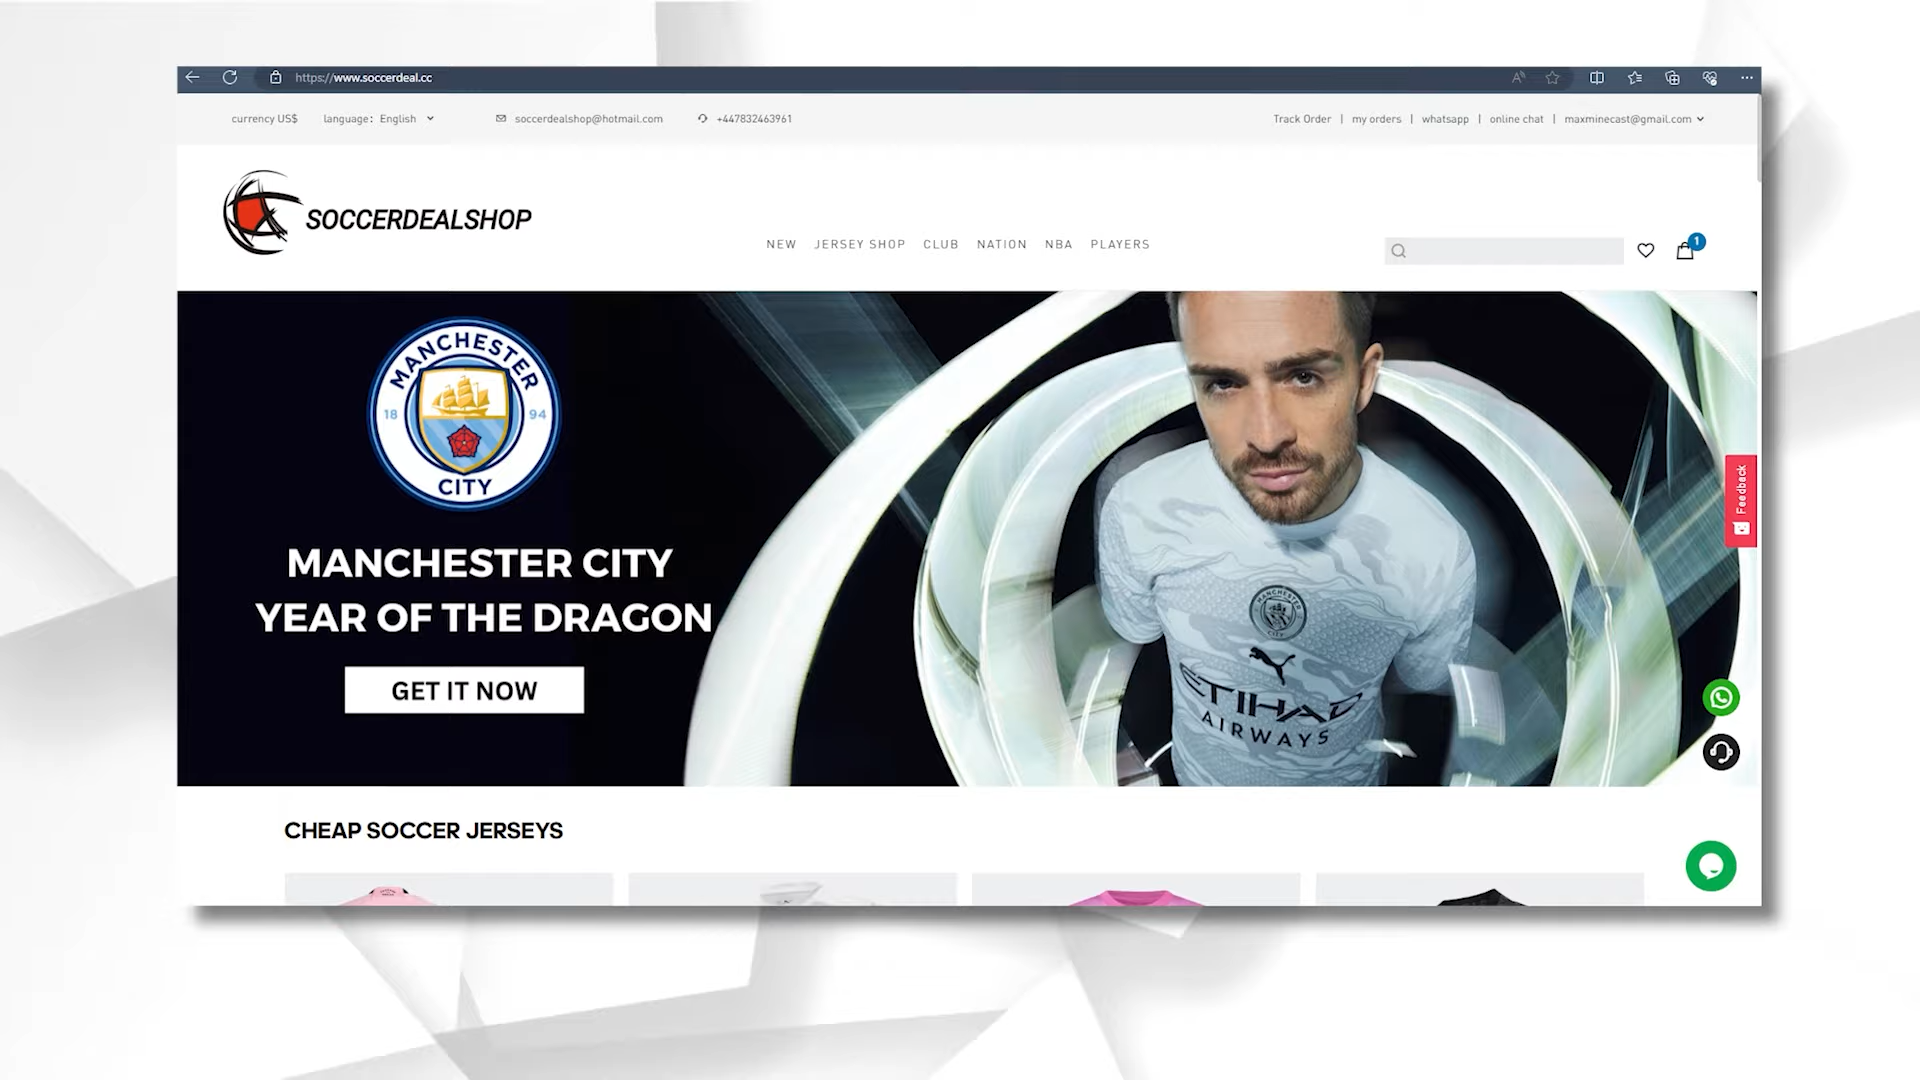 https://www.soccerdeal.cc
currency US$ language: English soccerdealshop@hotmail.com +447832463961 Track Order | my orders | whatsapp | online chat | maxminecast@gmail.com
SOCCERDEALSHOP
NEW JERSEY SHOP CLUB NATION NBA PLAYERS
1
MANCHESTER
18 94
CITY
MANCHESTER CITY
YEAR OF THE DRAGON
GET IT NOW
MANCHESTER
CITY
ETIHAD
AIRWAYS
Feedback
CHEAP SOCCER JERSEYS